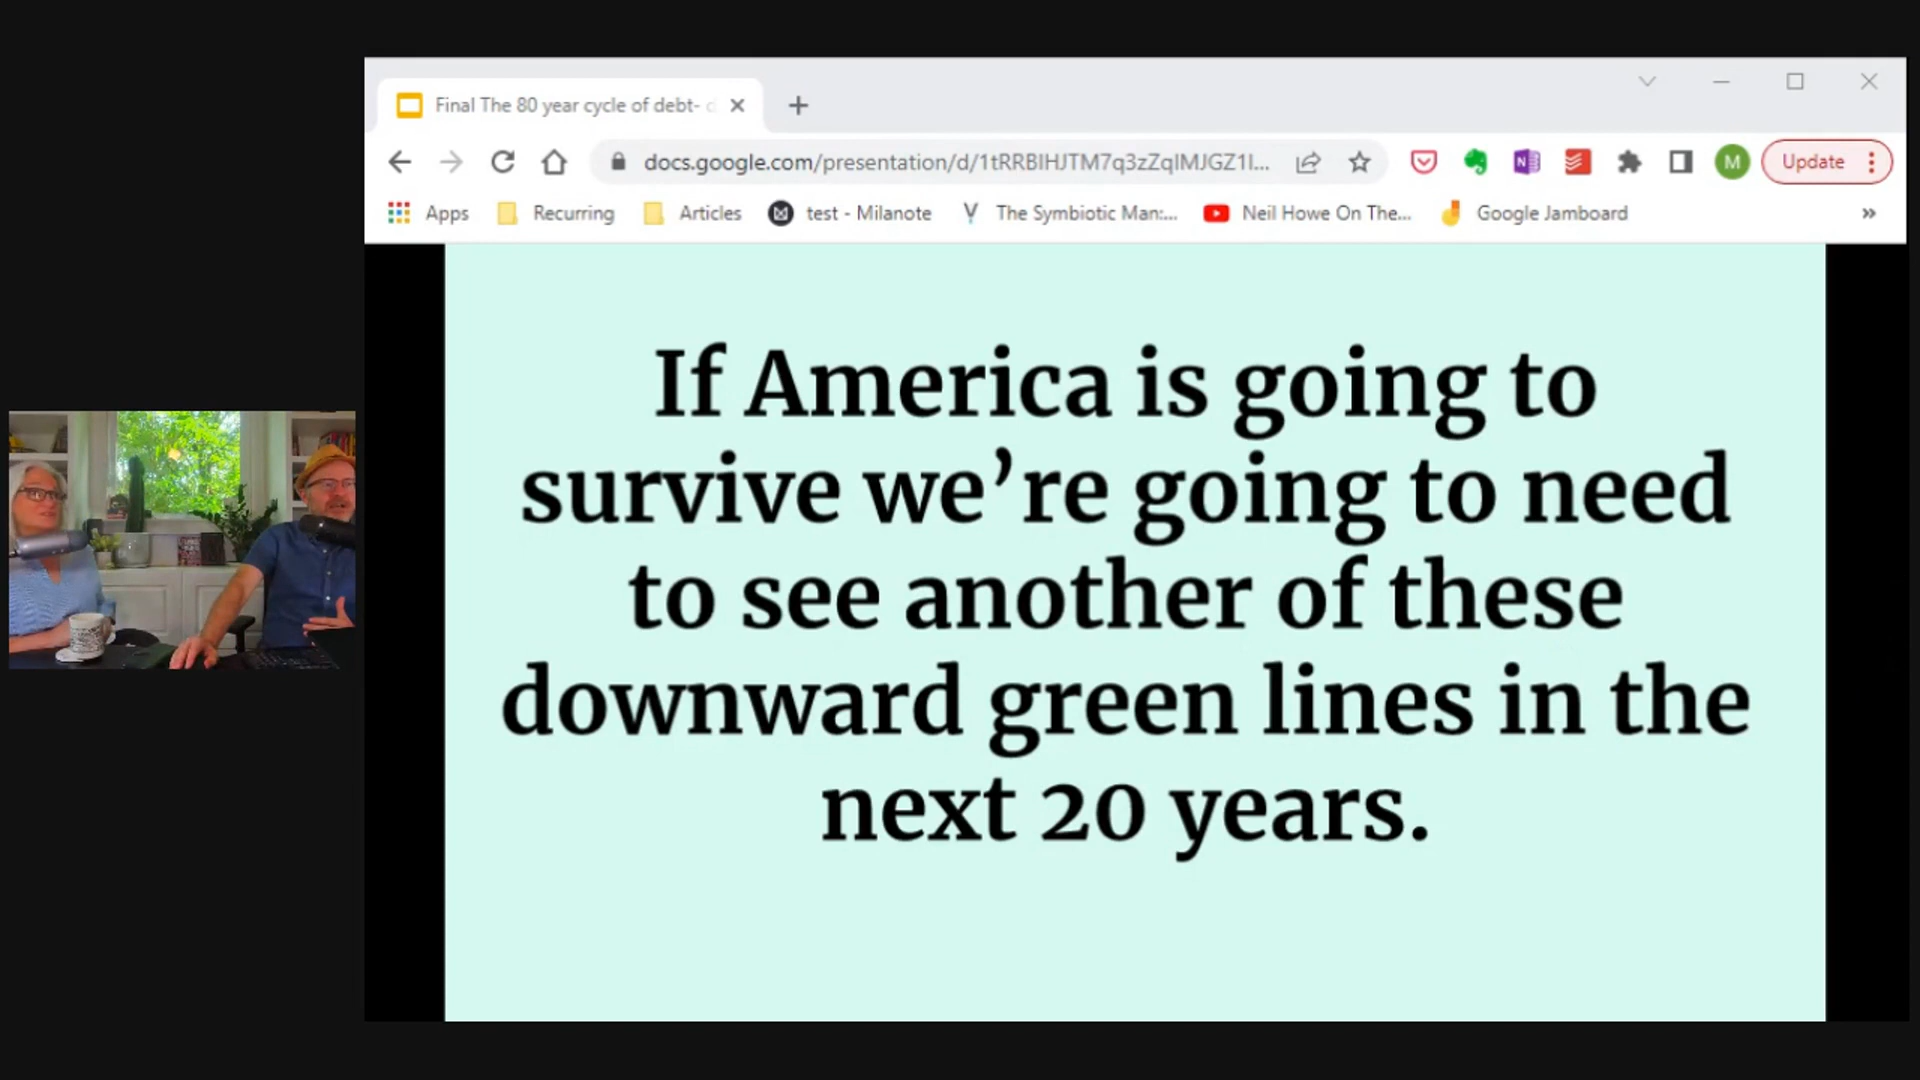 Final The 80 year cycle of debt-
docs.google.com/presentation/d/1tRRBIHJTM7q3zZqIMJGZ1I...
M
Update
Apps
Recurring
Articles
test - Milanote
The Symbiotic Man:...
Neil Howe On The...
Google Jamboard
»
If America is going to
survive we’re going to need
to see another of these
downward green lines in the
next 20 years.